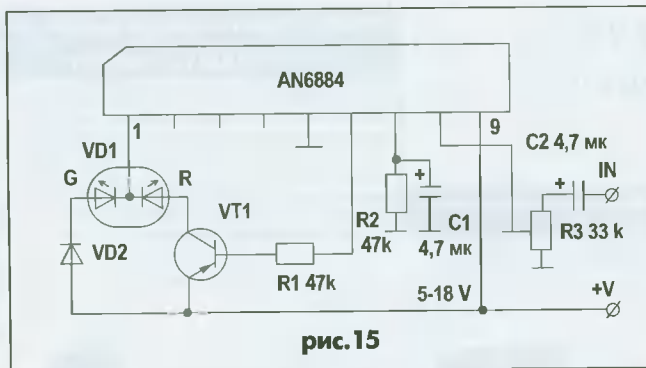 AN6884
1
9
VD1
G
R
VD2
VT1
R1 47k
R2
47k
C1
4,7 мк
C2 4,7 мк
IN
R3 33 k
5-18 V
+V
+
+
рис.15